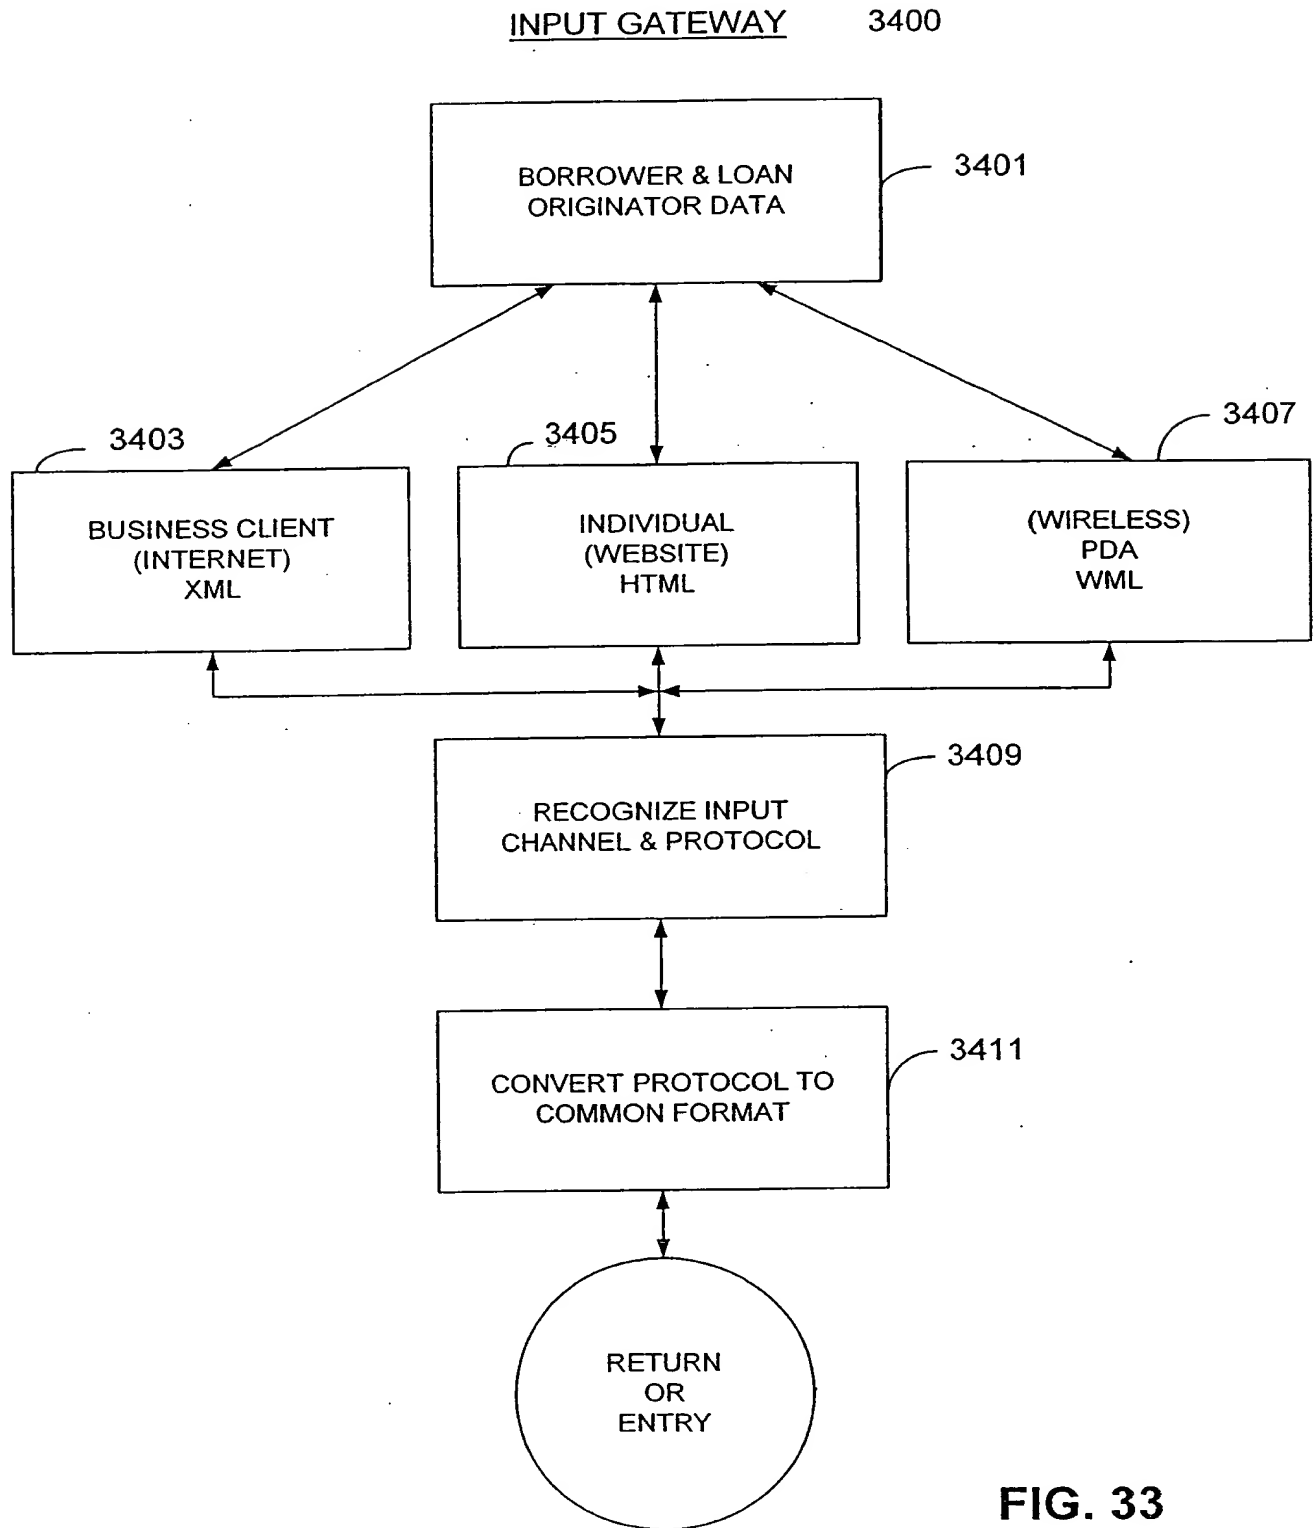 INPUT GATEWAY 3400
BORROWER & LOAN
ORIGINATOR DATA
3401
3403
3405
3407
BUSINESS CLIENT
(INTERNET)
XML
INDIVIDUAL
(WEBSITE)
HTML
(WIRELESS)
PDA
WML
3409
RECOGNIZE INPUT
CHANNEL & PROTOCOL
3411
CONVERT PROTOCOL TO
COMMON FORMAT
RETURN
OR
ENTRY
FIG. 33